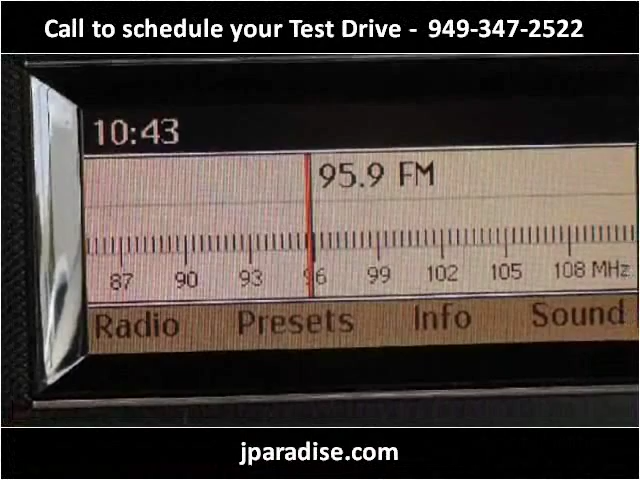 Call to schedule your Test Drive - 949-347-2522
10:43
95.9 FM
87 90 93 96 99 102 105 108 MHz
Radio Presets Info Sound
jparadise.com